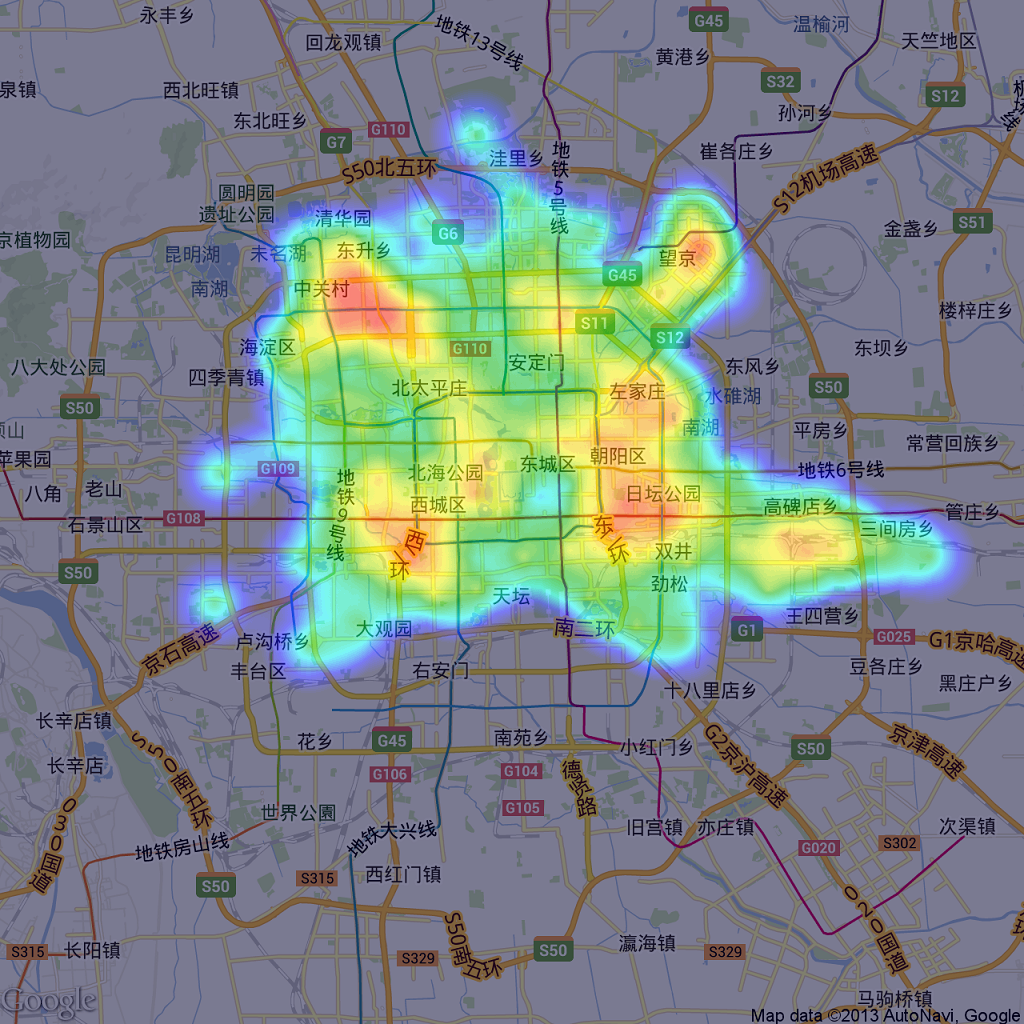 永丰乡
回龙观镇
地铁13号线
G45
温榆河
天竺地区
黄港乡
S32
泉镇
西北旺镇
S12
孙河乡
东北旺乡
G110
G7
洼里乡
地铁5号线
崔各庄乡
S50北五环
S12机场高速
圆明园
遗址公园
清华园
G6
S51
金盏乡
京植物园
昆明湖
未名湖
东升乡
望京
G45
南湖
中关村
楼梓庄乡
S11
S12
海淀区
G110
安定门
东坝乡
八大处公园
四季青镇
东风乡
北太平庄
左家庄
水碓湖
S50
S50
南湖
平房乡
顶山
常营回族乡
苹果园
G109
北海公园
东城区
朝阳区
地铁6号线
八角
老山
地铁9号线
西城区
日坛公园
高碑店乡
石景山区
G108
管庄乡
三间房乡
西二环
东二环
双井
S50
劲松
天坛
王四营乡
大观园
南二环
G1
G025
G1京哈高速
卢沟桥乡
京石高速
丰台区
右安门
豆各庄乡
黑庄户乡
十八里店乡
长辛店镇
S50南五环
花乡
G45
南苑乡
小红门乡
G2京沪高速
S50
京津高速
长辛店
G106
G104
德贤路
G105
030国道
世界公園
地铁大兴线
旧宫镇
亦庄镇
次渠镇
地铁房山线
G020
S302
S50
S315
西红门镇
020国道
S50南五环
S315
长阳镇
S329
S50
瀛海镇
S329
马驹桥镇
Google
Map data ©2013 AutoNavi, Google